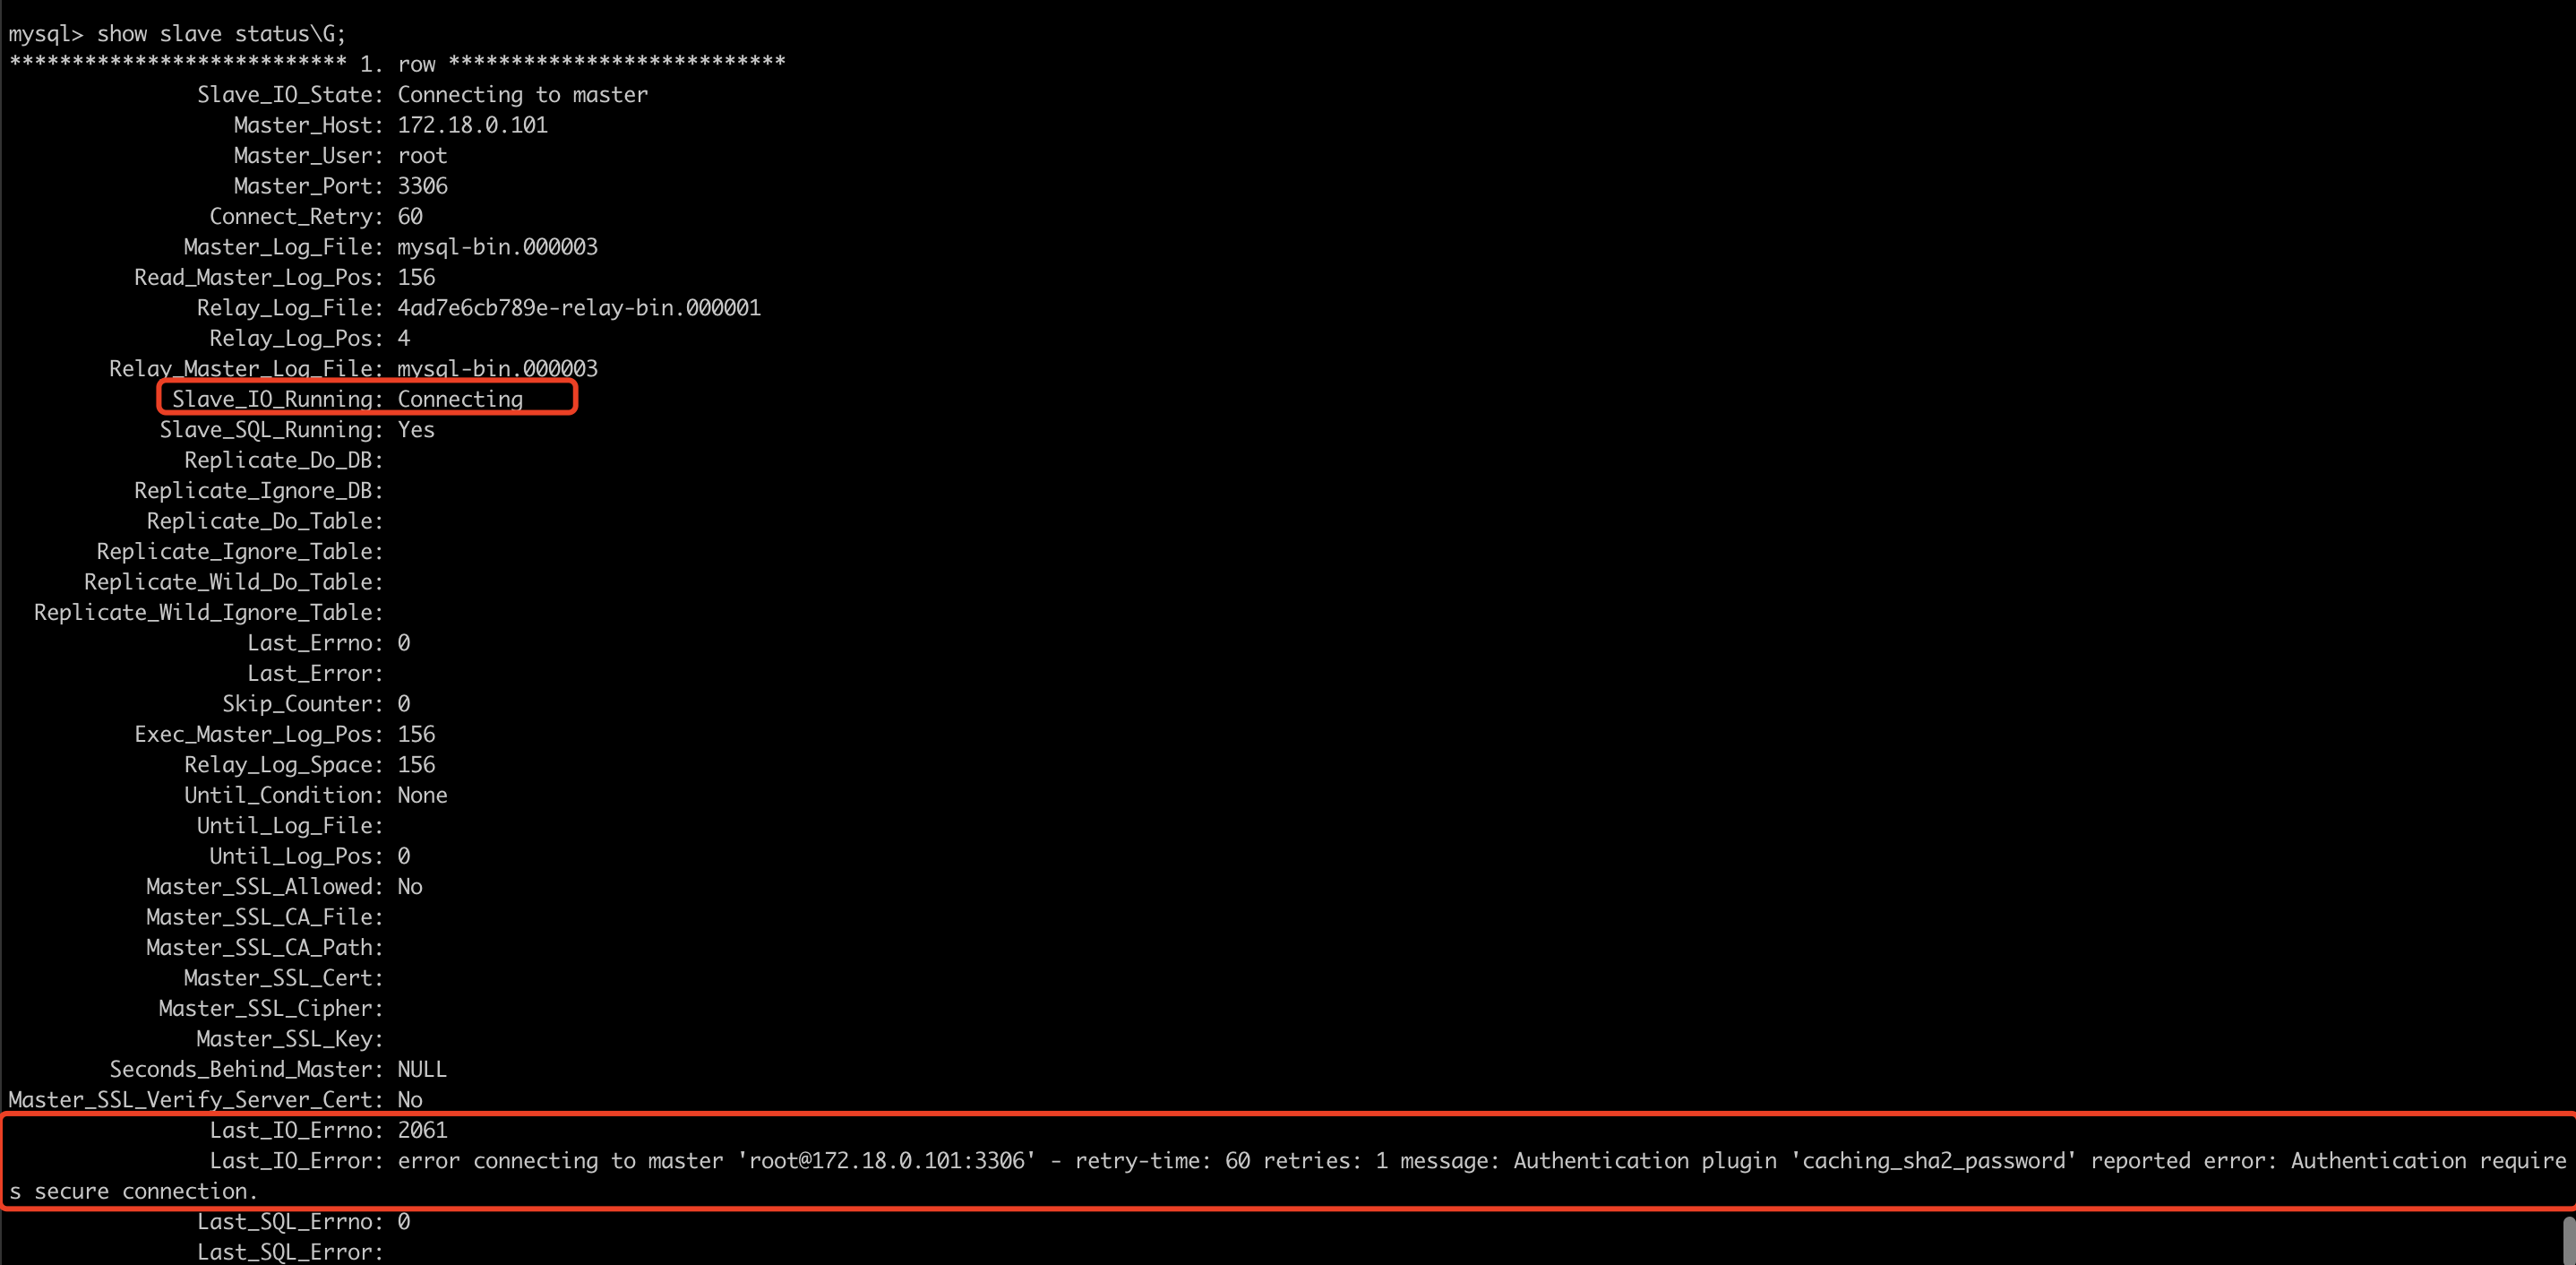 mysql> show slave status\G;
*************************** 1. row ***************************
Slave_IO_State: Connecting to master
Master_Host: 172.18.0.101
Master_User: root
Master_Port: 3306
Connect_Retry: 60
Master_Log_File: mysql-bin.000003
Read_Master_Log_Pos: 156
Relay_Log_File: 4ad7e6cb789e-relay-bin.000001
Relay_Log_Pos: 4
Relay_Master_Log_File: mysql-bin.000003
Slave_IO_Running: Connecting
Slave_SQL_Running: Yes
Replicate_Do_DB:
Replicate_Ignore_DB:
Replicate_Do_Table:
Replicate_Ignore_Table:
Replicate_Wild_Do_Table:
Replicate_Wild_Ignore_Table:
Last_Errno: 0
Last_Error:
Skip_Counter: 0
Exec_Master_Log_Pos: 156
Relay_Log_Space: 156
Until_Condition: None
Until_Log_File:
Until_Log_Pos: 0
Master_SSL_Allowed: No
Master_SSL_CA_File:
Master_SSL_CA_Path:
Master_SSL_Cert:
Master_SSL_Cipher:
Master_SSL_Key:
Seconds_Behind_Master: NULL
Master_SSL_Verify_Server_Cert: No
Last_IO_Errno: 2061
Last_IO_Error: error connecting to master 'root@172.18.0.101:3306' - retry-time: 60 retries: 1 message: Authentication plugin 'caching_sha2_password' reported error: Authentication require
s secure connection.
Last_SQL_Errno: 0
Last_SQL_Error: